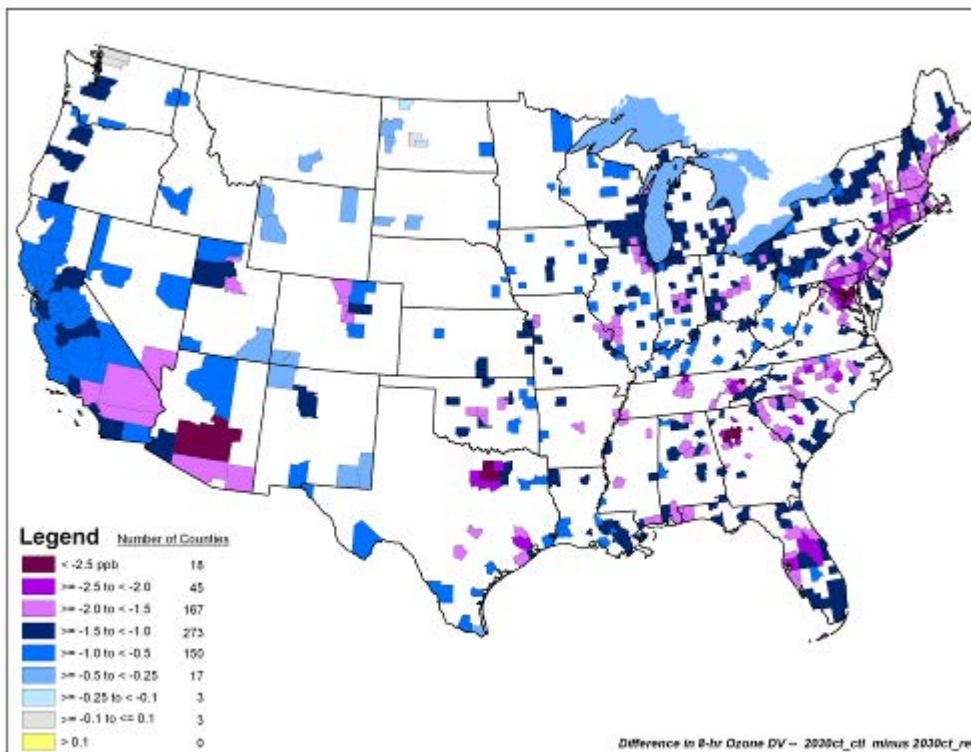 Legend Number of Counties
< -2.5 ppb 18
>= -2.5 to < -2.0 45
>= -2.0 to < -1.5 167
>= -1.5 to < -1.0 273
>= -1.0 to < -0.5 150
>= -0.5 to < -0.25 17
>= -0.25 to < -0.1 3
>= -0.1 to <= 0.1 3
> 0.1 0
Difference in 8-hr Ozone DV -- 2030ct_ctl minus 2030ct_re